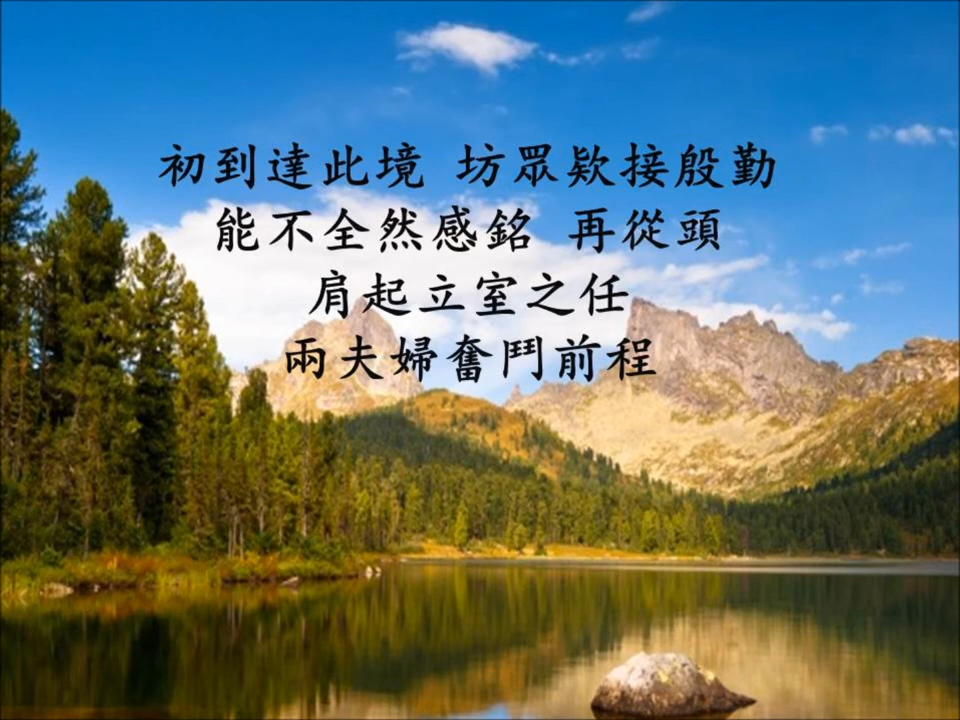 初到達此境 坊眾欵接殷勤
能不全然感銘 再從頭
肩起立室之任
兩夫婦奮鬥前程